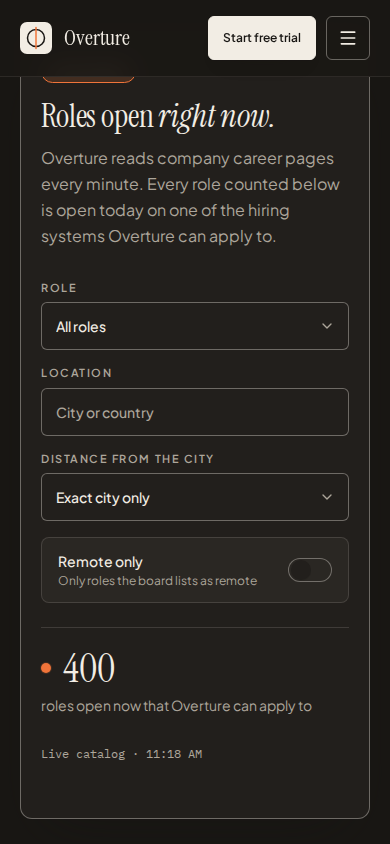 Overture
Start free trial
Roles open right now.
Overture reads company career pages
every minute. Every role counted below
is open today on one of the hiring
systems Overture can apply to.
ROLE
All roles
LOCATION
City or country
DISTANCE FROM THE CITY
Exact city only
Remote only
Only roles the board lists as remote
400
roles open now that Overture can apply to
Live catalog · 11:18 AM